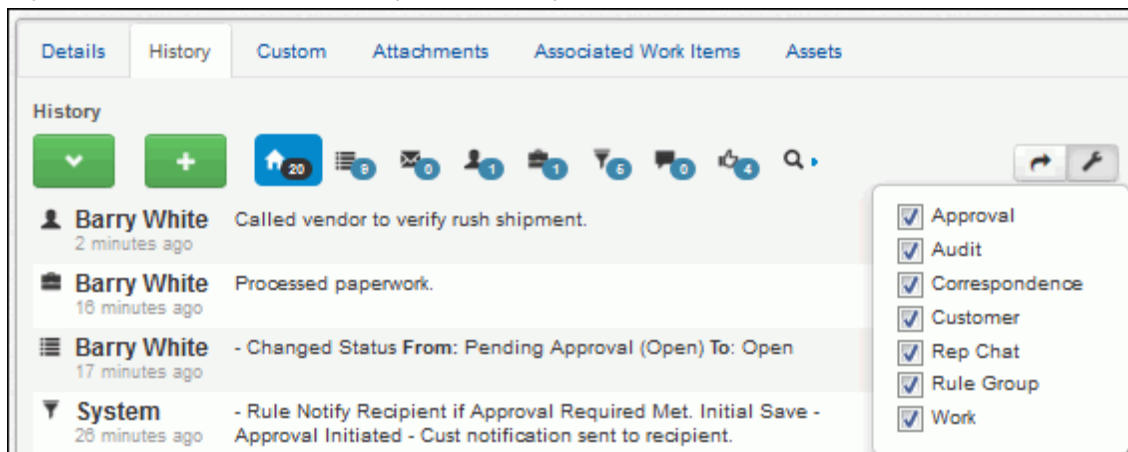 Details History Custom Attachments Associated Work Items Assets
History
20 9 0 1 1 5 0 4
Barry White Called vendor to verify rush shipment.
2 minutes ago
Barry White Processed paperwork.
16 minutes ago
Barry White - Changed Status From: Pending Approval (Open) To: Open
17 minutes ago
System - Rule Notify Recipient if Approval Required Met. Initial Save -
26 minutes ago Approval Initiated - Cust notification sent to recipient.
Approval
Audit
Correspondence
Customer
Rep Chat
Rule Group
Work